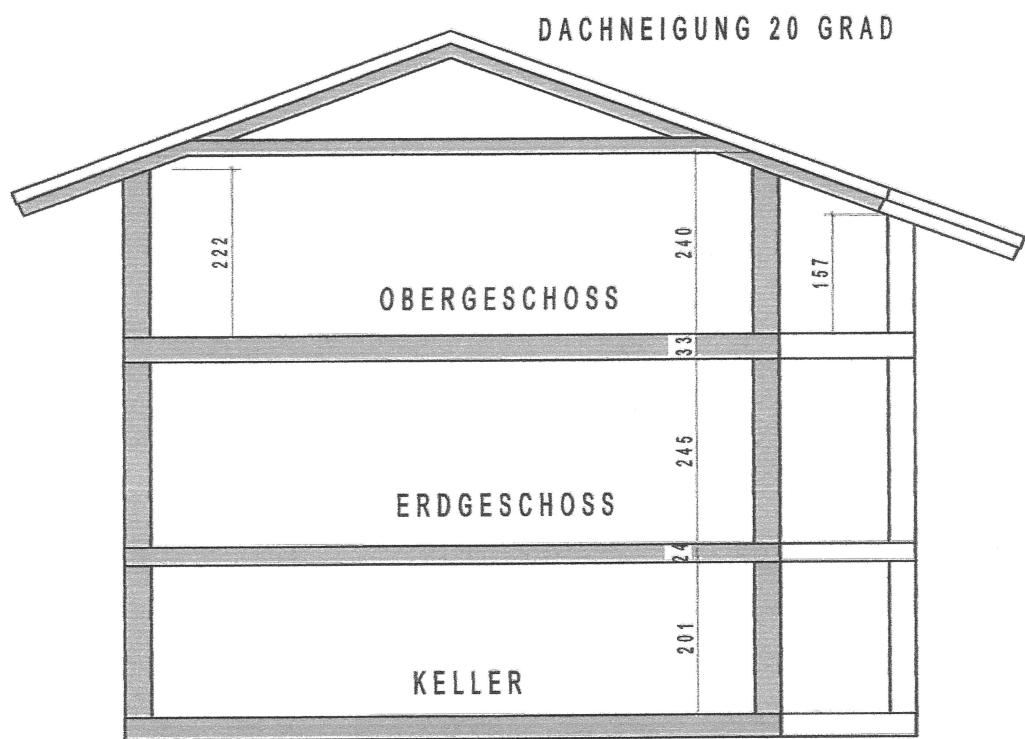 DACHNEIGUNG 20 GRAD
222
240
157
OBERGESCHOSS
33
245
ERDGESCHOSS
24
201
KELLER